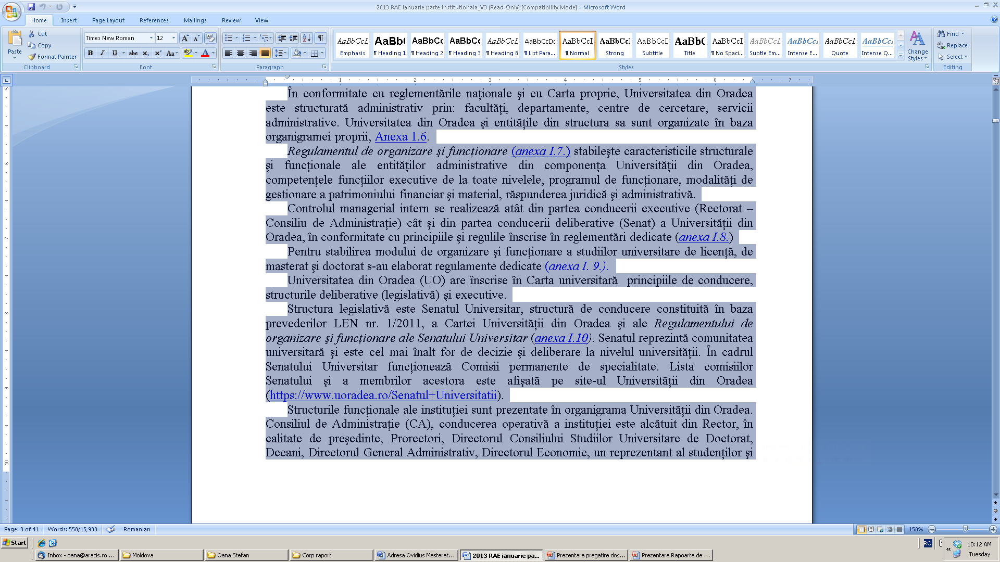 2013 RAE ianuarie parte institutionala_V3 (Read-Only) [Compatibility Mode] - Microsoft Word
Home Insert Page Layout References Mailings Review View
Paste Cut Copy Format Painter Clipboard
Times New Roman 12 Font
Paragraph
AaBbCcI Emphasis AaBb( ¶ Heading 1 AaBbCc ¶ Heading 2 AaBbCc ¶ Heading 3 AaBbCcI ¶ Heading 8 AaBbCcDc ¶ List Para... AaBbCcI ¶ Normal AaBbCcI Strong AaBbCcI Subtitle AaBb( Title AaBbCcI ¶ No Spaci... AaBbCcI Subtle Em... AaBbCcI Intense E... AaBbCcI Quote AaBbCcI Intense Q...
Change Styles Styles
Find Replace Select Editing
1 2 3 4 5 6 7
În conformitate cu reglementările naţionale şi cu Carta proprie, Universitatea din Oradea
este structurată administrativ prin: facultăţi, departamente, centre de cercetare, servicii
administrative. Universitatea din Oradea şi entităţile din structura sa sunt organizate în baza
organigramei proprii, Anexa 1.6.
Regulamentul de organizare şi funcţionare (anexa I.7.) stabileşte caracteristicile structurale
şi funcţionale ale entităţilor administrative din componenţa Universităţii din Oradea,
competenţele funcţiilor executive de la toate nivelele, programul de funcţionare, modalităţi de
gestionare a patrimoniului financiar şi material, răspunderea juridică şi administrativă.
Controlul managerial intern se realizează atât din partea conducerii executive (Rectorat –
Consiliu de Administraţie) cât şi din partea conducerii deliberative (Senat) a Universităţii din
Oradea, în conformitate cu principiile şi regulile înscrise în reglementări dedicate (anexa I.8.)
Pentru stabilirea modului de organizare şi funcţionare a studiilor universitare de licenţă, de
masterat şi doctorat s-au elaborat regulamente dedicate (anexa I. 9.).
Universitatea din Oradea (UO) are înscrise în Carta universitară principiile de conducere,
structurile deliberative (legislativă) şi executive.
Structura legislativă este Senatul Universitar, structură de conducere constituită în baza
prevederilor LEN nr. 1/2011, a Cartei Universităţii din Oradea şi ale Regulamentului de
organizare şi funcţionare ale Senatului Universitar (anexa I.10). Senatul reprezintă comunitatea
universitară şi este cel mai înalt for de decizie şi deliberare la nivelul universităţii. În cadrul
Senatului Universitar funcţionează Comisii permanente de specialitate. Lista comisiilor
Senatului şi a membrilor acestora este afişată pe site-ul Universităţii din Oradea
(https://www.uoradea.ro/Senatul+Universitatii).
Structurile funcţionale ale instituţiei sunt prezentate în organigrama Universităţii din Oradea.
Consiliul de Administraţie (CA), conducerea operativă a instituţiei este alcătuit din Rector, în
calitate de preşedinte, Prorectori, Directorul Consiliului Studiilor Universitare de Doctorat,
Decani, Directorul General Administrativ, Directorul Economic, un reprezentant al studenţilor şi
5 6 7 8 9 10
Page: 3 of 41 Words: 558/15,933 Romanian 150%
Start RO 10:12 AM
Inbox - oana@aracis.ro ... Moldova Oana Stefan Corp raport Adresa Ovidius Masterat... 2013 RAE ianuarie pa... Prezentare pregatire dos... Prezentare Rapoarte de ... Tuesday